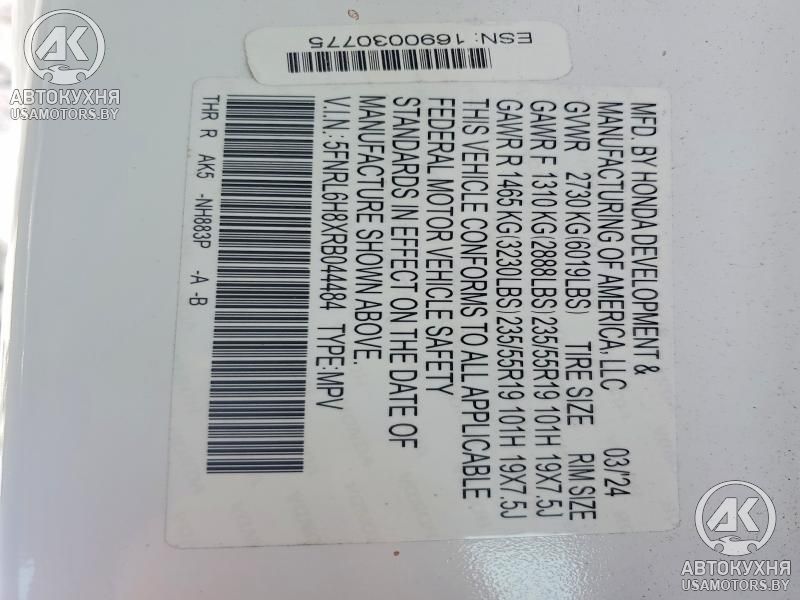 MFD. BY HONDA DEVELOPMENT &
MANUFACTURING OF AMERICA, LLC 03/'24
GVWR 2730 KG(6019LBS) TIRE SIZE RIM SIZE
GAWR F 1310 KG(2888LBS) 235/55R19 101H 19X7.5J
GAWR R 1465 KG(3230LBS) 235/55R19 101H 19X7.5J
THIS VEHICLE CONFORMS TO ALL APPLICABLE
FEDERAL MOTOR VEHICLE SAFETY
STANDARDS IN EFFECT ON THE DATE OF
MANUFACTURE SHOWN ABOVE.
V.I.N: 5FNRL6H8XRB044484 TYPE:MPV
THR R AK5 -NH883P -A -B
ESN: 1690030775
АК
АВТОКУХНЯ
USAMOTORS.BY
АК
АВТОКУХНЯ
USAMOTORS.BY